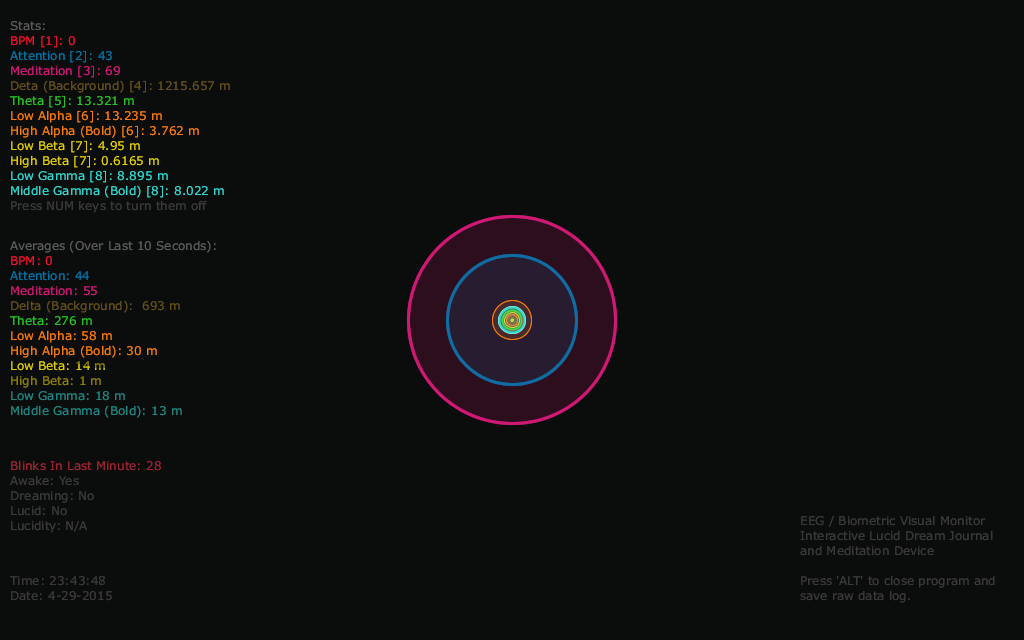 Stats:
BPM [1]: 0
Attention [2]: 43
Meditation [3]: 69
Deta (Background) [4]: 1215.657 m
Theta [5]: 13.321 m
Low Alpha [6]: 13.235 m
High Alpha (Bold) [6]: 3.762 m
Low Beta [7]: 4.95 m
High Beta [7]: 0.6165 m
Low Gamma [8]: 8.895 m
Middle Gamma (Bold) [8]: 8.022 m
Press NUM keys to turn them off
Averages (Over Last 10 Seconds):
BPM: 0
Attention: 44
Meditation: 55
Delta (Background):  693 m
Theta: 276 m
Low Alpha: 58 m
High Alpha (Bold): 30 m
Low Beta: 14 m
High Beta: 1 m
Low Gamma: 18 m
Middle Gamma (Bold): 13 m
Blinks In Last Minute: 28
Awake: Yes
Dreaming: No
Lucid: No
Lucidity: N/A
Time: 23:43:48
Date: 4-29-2015
EEG / Biometric Visual Monitor
Interactive Lucid Dream Journal
and Meditation Device
Press 'ALT' to close program and
save raw data log.